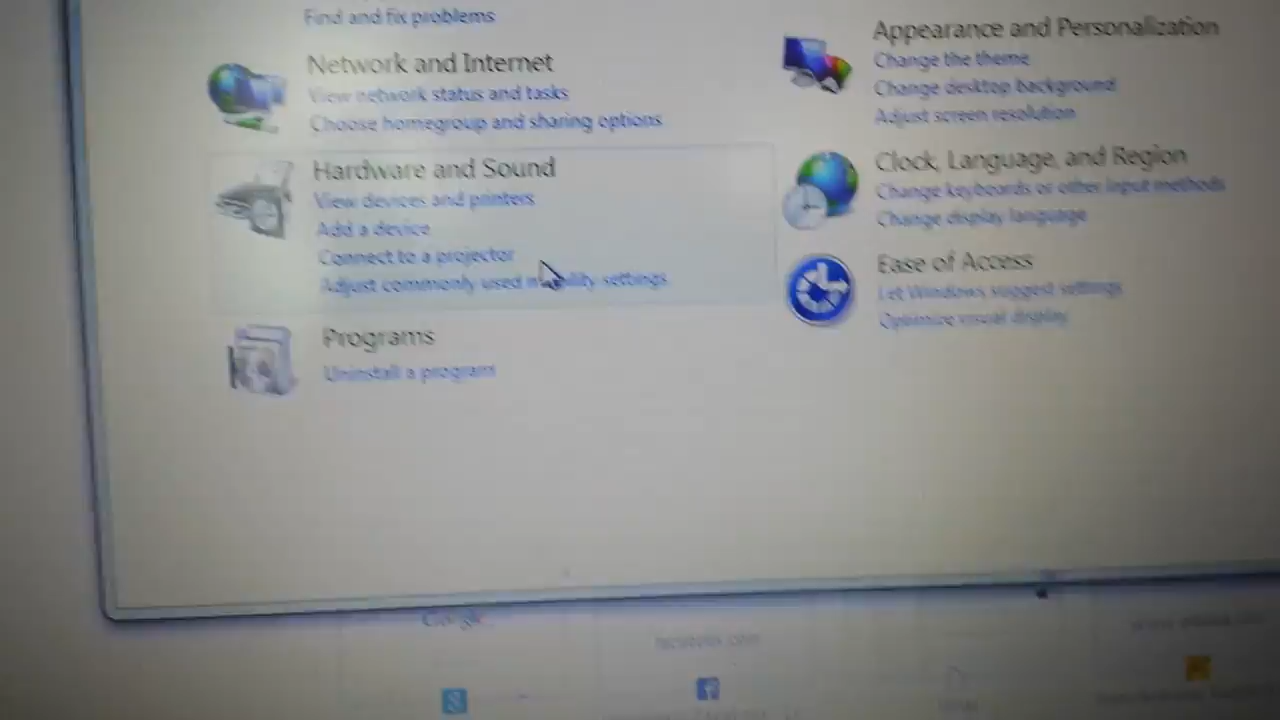 Find and fix problems
Network and Internet
View network status and tasks
Choose homegroup and sharing options
Hardware and Sound
View devices and printers
Add a device
Connect to a projector
Adjust commonly used mobility settings
Programs
Uninstall a program
Appearance and Personalization
Change the theme
Change desktop background
Adjust screen resolution
Clock, Language, and Region
Change keyboards or other input methods
Change display language
Ease of Access
Let Windows suggest settings
Optimize visual display
Google
facebook.com